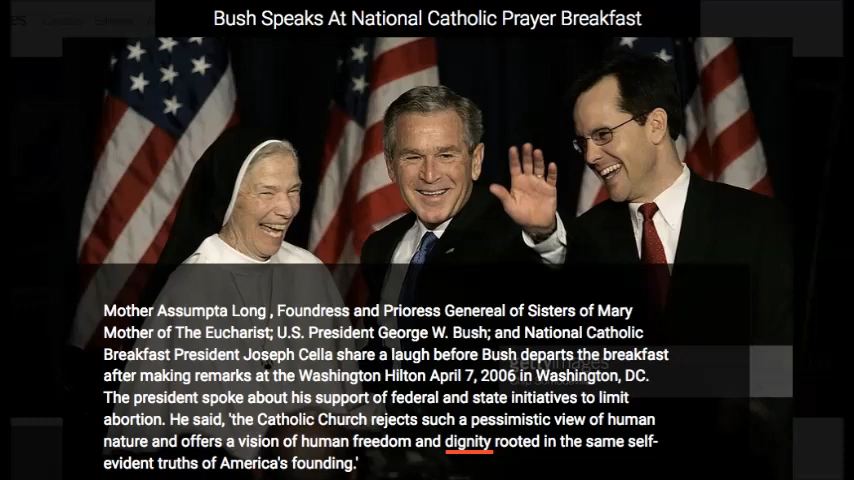 Bush Speaks At National Catholic Prayer Breakfast
Mother Assumpta Long , Foundress and Prioress Genereal of Sisters of Mary
Mother of The Eucharist; U.S. President George W. Bush; and National Catholic
Breakfast President Joseph Cella share a laugh before Bush departs the breakfast
after making remarks at the Washington Hilton April 7, 2006 in Washington, DC.
The president spoke about his support of federal and state initiatives to limit
abortion. He said, 'the Catholic Church rejects such a pessimistic view of human
nature and offers a vision of human freedom and dignity rooted in the same self-
evident truths of America's founding.'
gettyimages